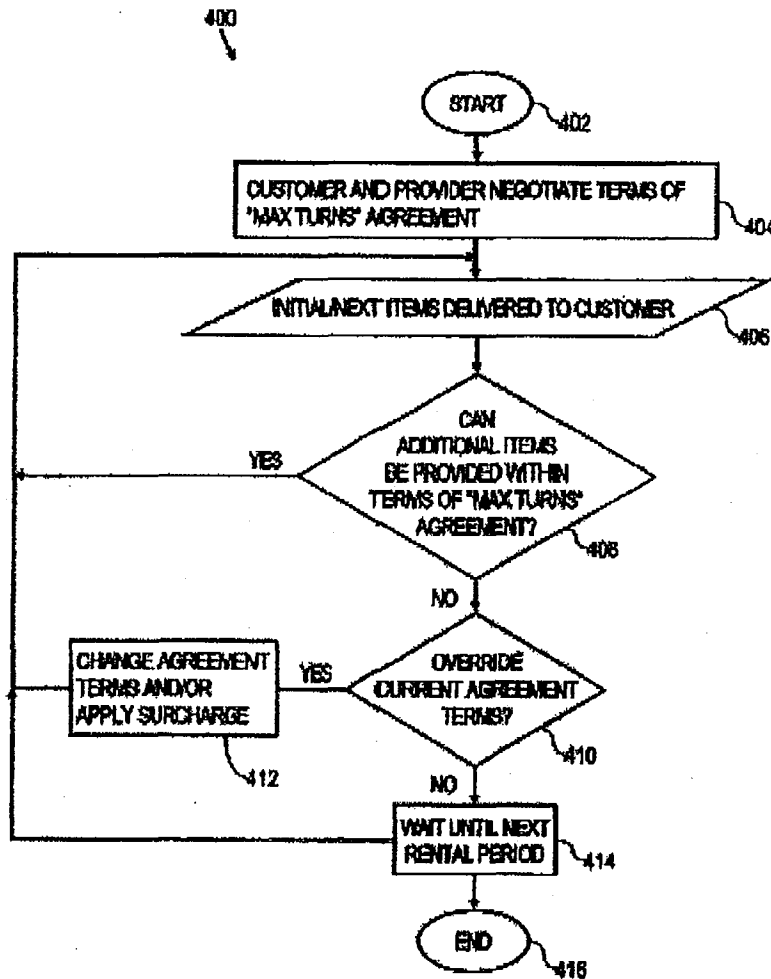 400
START
402
CUSTOMER AND PROVIDER NEGOTIATE TERMS OF
"MAX TURNS" AGREEMENT
404
INITIAL/NEXT ITEMS DELIVERED TO CUSTOMER
406
CAN
ADDITIONAL ITEMS
BE PROVIDED WITHIN
TERMS OF "MAX TURNS"
AGREEMENT?
YES
408
NO
CHANGE AGREEMENT
TERMS AND/OR
APPLY SURCHARGE
YES
OVERRIDE
CURRENT AGREEMENT
TERMS?
410
412
NO
WAIT UNTIL NEXT
RENTAL PERIOD
414
END
416